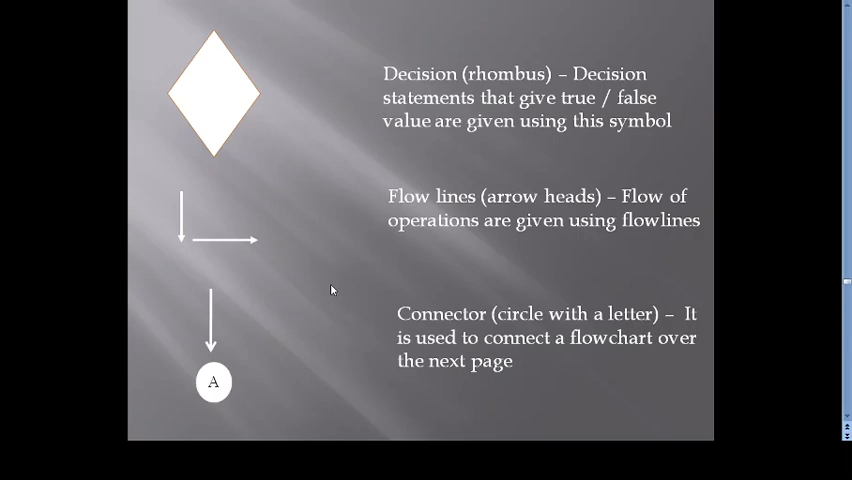 Decision (rhombus) – Decision
statements that give true / false
value are given using this symbol
Flow lines (arrow heads) – Flow of
operations are given using flowlines
Connector (circle with a letter) – It
is used to connect a flowchart over
the next page
A